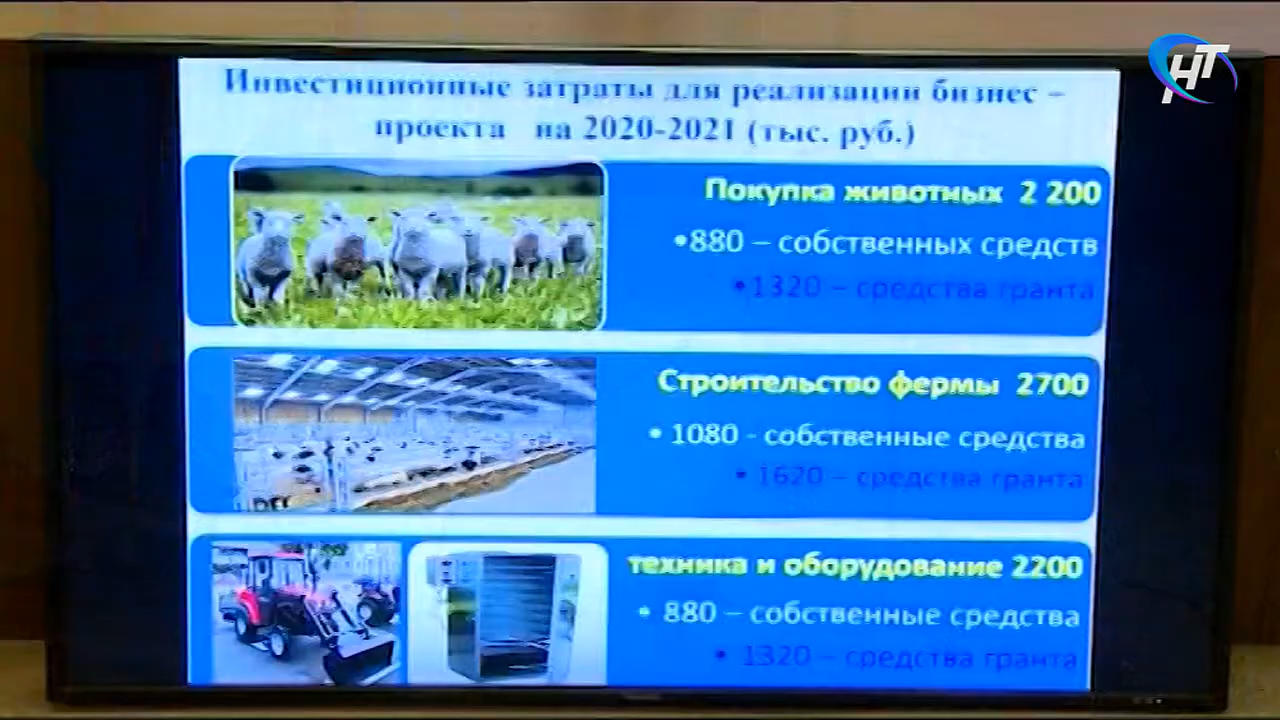 НТ
Инвестиционные затраты для реализации бизнес –
проекта на 2020-2021 (тыс. руб.)
Покупка животных 2 200
•880 – собственных средств
•1320 – средства гранта
Строительство фермы 2700
• 1080 - собственные средства
• 1620 – средства гранта
техника и оборудование 2200
• 880 – собственные средства
• 1320 – средства гранта